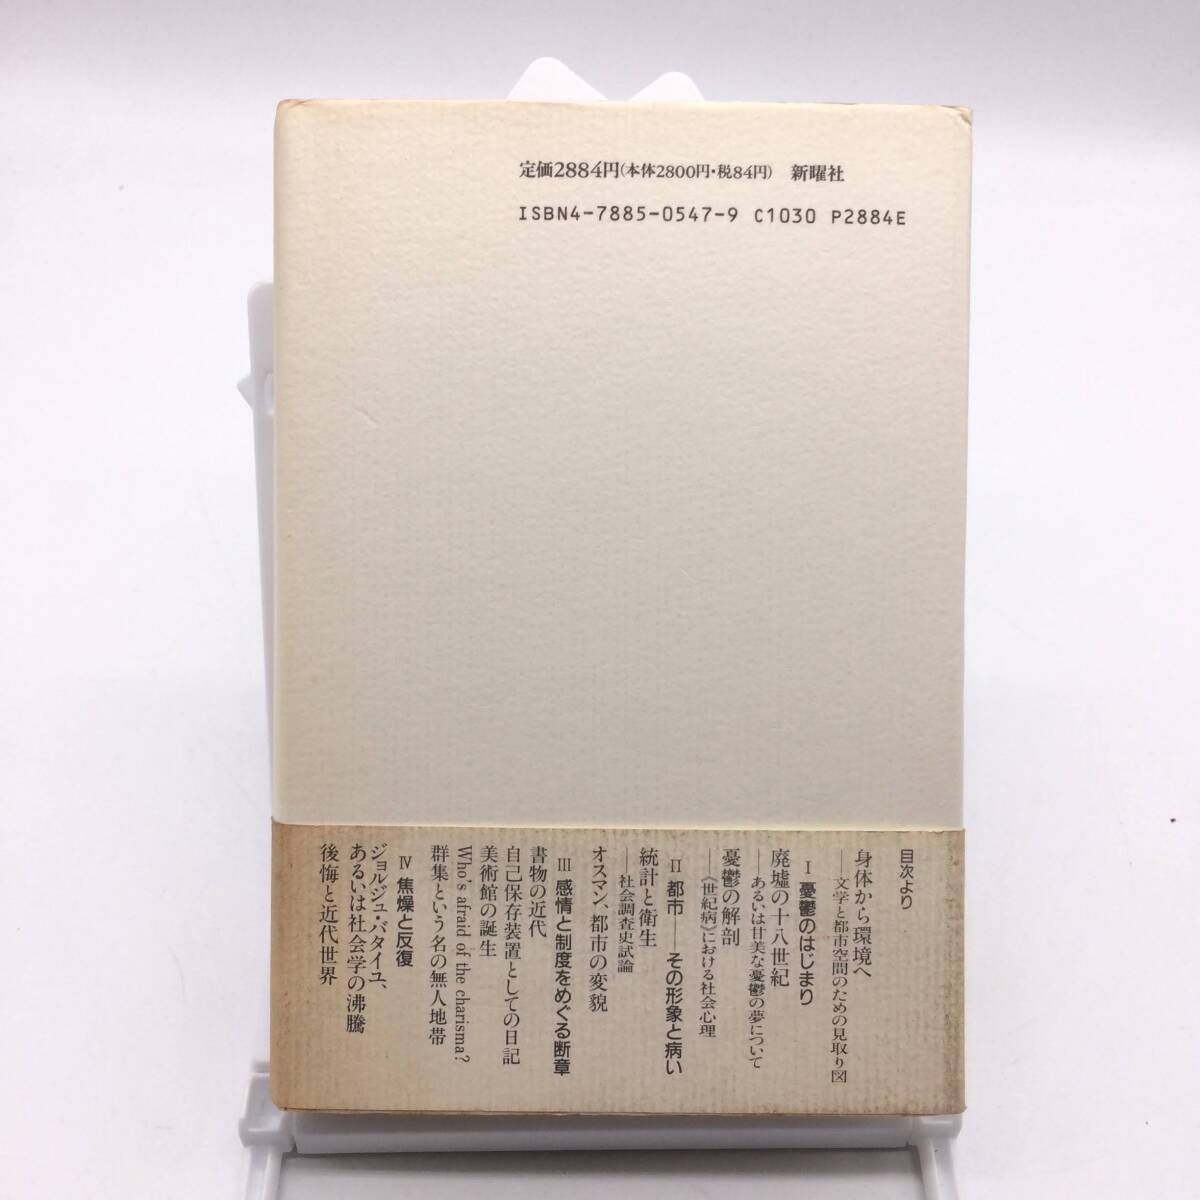 定価2884円(本体2800円・税84円) 新曜社
ISBN4-7885-0547-9 C1030 P2884E
目次より
身体から環境へ
――文学と都市空間のための見取り図
Ⅰ 憂鬱のはじまり
廃墟の十八世紀
――あるいは甘美な憂鬱の夢について
憂鬱の解剖
――《世紀病》における社会心理
Ⅱ 都市――その形象と病い
統計と衛生
――社会調査史試論
オスマン、都市の変貌
Ⅲ 感情と制度をめぐる断章
書物の近代
自己保存装置としての日記
美術館の誕生
Who's afraid of the charisma?
群集という名の無人地帯
Ⅳ 焦燥と反復
ジョルジュ・バタイユ、
あるいは社会学の沸騰
後悔と近代世界